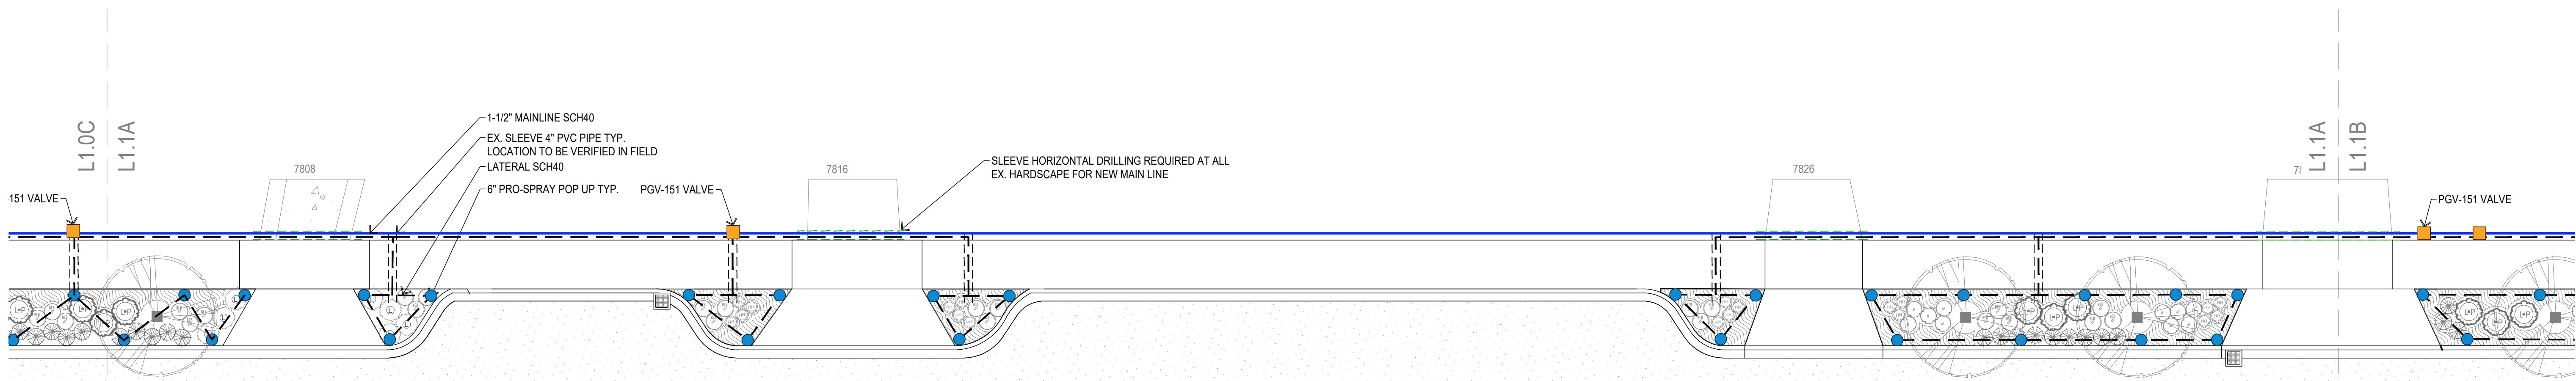 L1.0C
L1.1A
151 VALVE
7808
1-1/2" MAINLINE SCH40
EX. SLEEVE 4" PVC PIPE TYP.
LOCATION TO BE VERIFIED IN FIELD
LATERAL SCH40
6" PRO-SPRAY POP UP TYP.
PGV-151 VALVE
7816
SLEEVE HORIZONTAL DRILLING REQUIRED AT ALL
EX. HARDSCAPE FOR NEW MAIN LINE
7826
L1.1A
L1.1B
PGV-151 VALVE
L+P
L+P
L+P
L
L
L
L+P
L+P
L+P
L+P
L+P